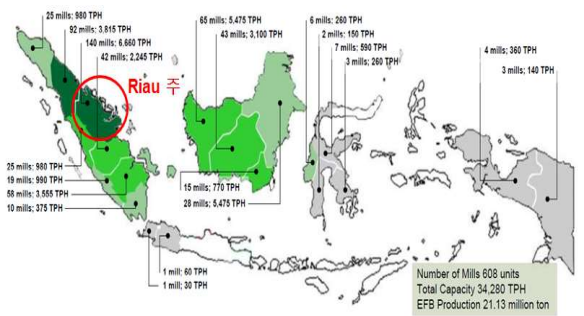 25 mills; 980 TPH
92 mills; 3,815 TPH
140 mills; 6,660 TPH
42 mills; 2,245 TPH
Riau 주
65 mills; 5,475 TPH
43 mills; 3,100 TPH
6 mills; 260 TPH
2 mills; 150 TPH
7 mills; 590 TPH
3 mills; 260 TPH
4 mills; 360 TPH
3 mills; 140 TPH
25 mills; 980 TPH
19 mills; 990 TPH
58 mills; 3,555 TPH
10 mills; 375 TPH
15 mills; 770 TPH
28 mills; 5,475 TPH
1 mill; 60 TPH
1 mill; 30 TPH
Number of Mills 608 units
Total Capacity 34,280 TPH
EFB Production 21.13 million ton